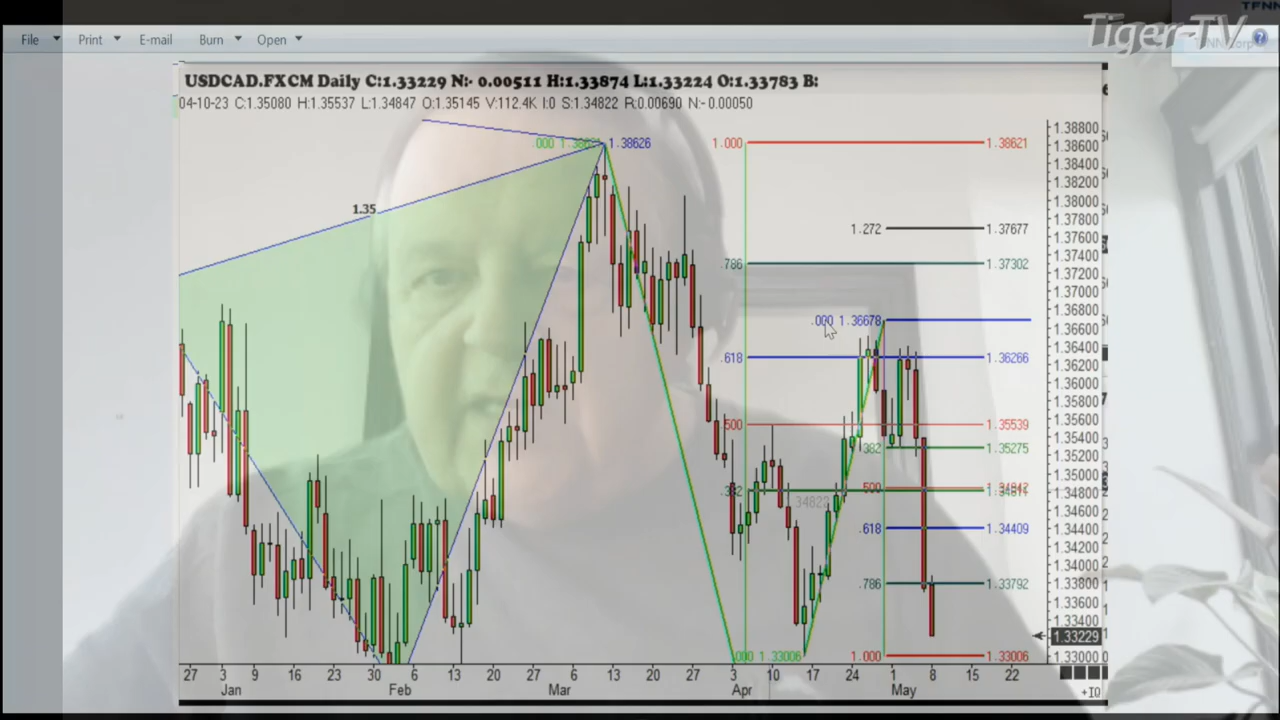 TFNN
Tiger-TV
File Print E-mail Burn Open
USDCAD.FXCM Daily C:1.33229 N:- 0.00511 H:1.33874 L:1.33224 O:1.33783 B:
04-10-23 C:1.35080 H:1.35537 L:1.34847 O:1.35145 V:112.4K I:0 S:1.34822 R:0.00690 N:- 0.00050
1.38800
.000 1.38626 1.000 1.38621 1.38600
1.38400
1.38200
1.35 1.38000
1.37800
1.272 1.37677 1.37600
1.37400
.786 1.37302 1.37200
1.37000
1.36800
.000 1.36678 1.36600
1.36400
.618 1.36266 1.36200
1.36000
1.35800
1.35600
.500 1.35539 1.35400
.382 1.35275 1.35200
1.35000
.500 1.34800
34822 1.34600
.618 1.34409 1.34400
1.34200
1.34000
.786 1.33792 1.33800
1.33600
1.33400
1.33229
.000 1.33006 1.000 1.33006 1.33000
27 3 9 16 23 30 6 13 20 27 6 13 20 27 3 10 17 24 1 8 15 22
Jan Feb Mar Apr May
+10